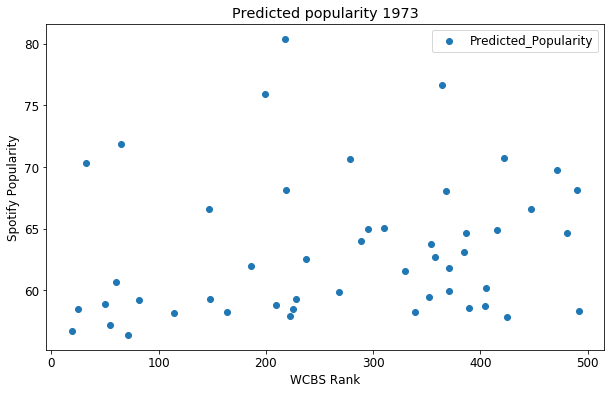 Predicted popularity 1973
Predicted_Popularity
Spotify Popularity
80
75
70
65
60
0 100 200 300 400 500
WCBS Rank